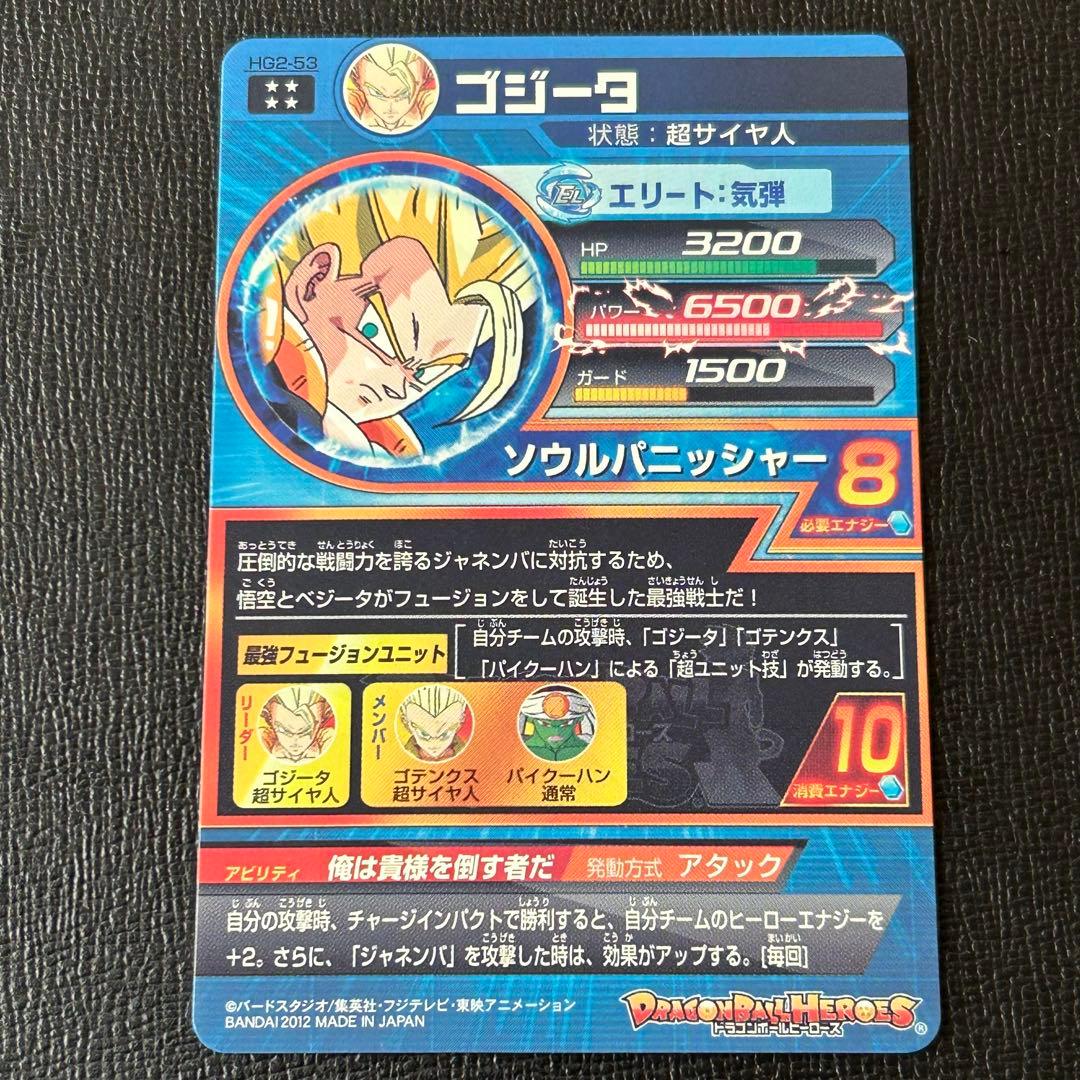 HG2-53
ゴジータ
状態：超サイヤ人
EL エリート：気弾
HP 3200
パワー 6500
ガード 1500
ソウルパニッシャー 8
必要エナジー
圧倒的な戦闘力を誇るジャネンバに対抗するため、
悟空とベジータがフュージョンをして誕生した最強戦士だ！
最強フュージョンユニット
自分チームの攻撃時、「ゴジータ」「ゴテンクス」
「パイクーハン」による「超ユニット技」が発動する。
リーダー
ゴジータ
超サイヤ人
メンバー
ゴテンクス
超サイヤ人
パイクーハン
通常
10
消費エナジー
アビリティ 俺は貴様を倒す者だ 発動方式 アタック
自分の攻撃時、チャージインパクトで勝利すると、自分チームのヒーローエナジーを
+2。さらに、「ジャネンバ」を攻撃した時は、効果がアップする。[毎回]
©バードスタジオ/集英社・フジテレビ・東映アニメーション
BANDAI 2012 MADE IN JAPAN
DRAGONBALL HEROES
ドラゴンボールヒーローズ